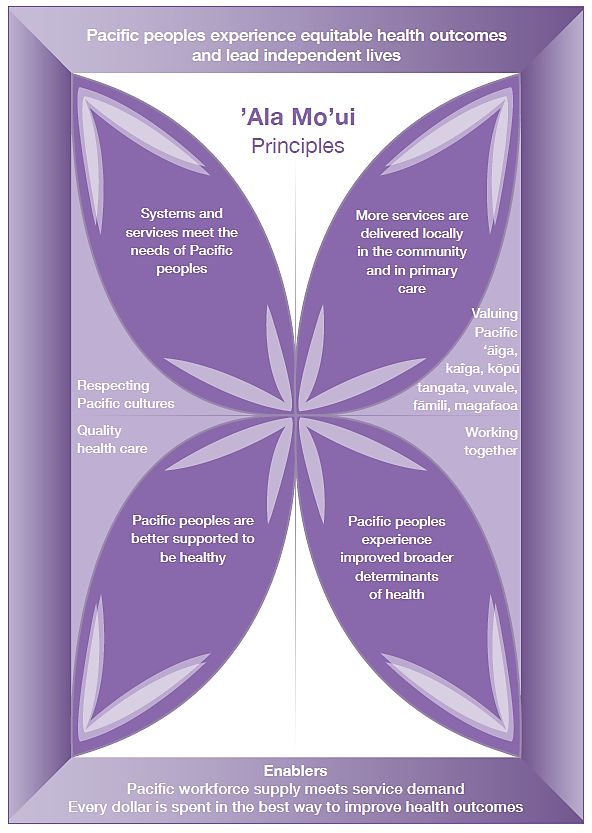 Pacific peoples experience equitable health outcomes
and lead independent lives
’Ala Mo’ui
Principles
Systems and
services meet the
needs of Pacific
peoples
More services are
delivered locally
in the community
and in primary
care
Valuing
Pacific
‘āiga,
kaîga, kōpū
tangata, vuvale,
fāmili, magafaoa
Respecting
Pacific cultures
Quality
health care
Working
together
Pacific peoples are
better supported to
be healthy
Pacific peoples
experience
improved broader
determinants
of health
Enablers
Pacific workforce supply meets service demand
Every dollar is spent in the best way to improve health outcomes